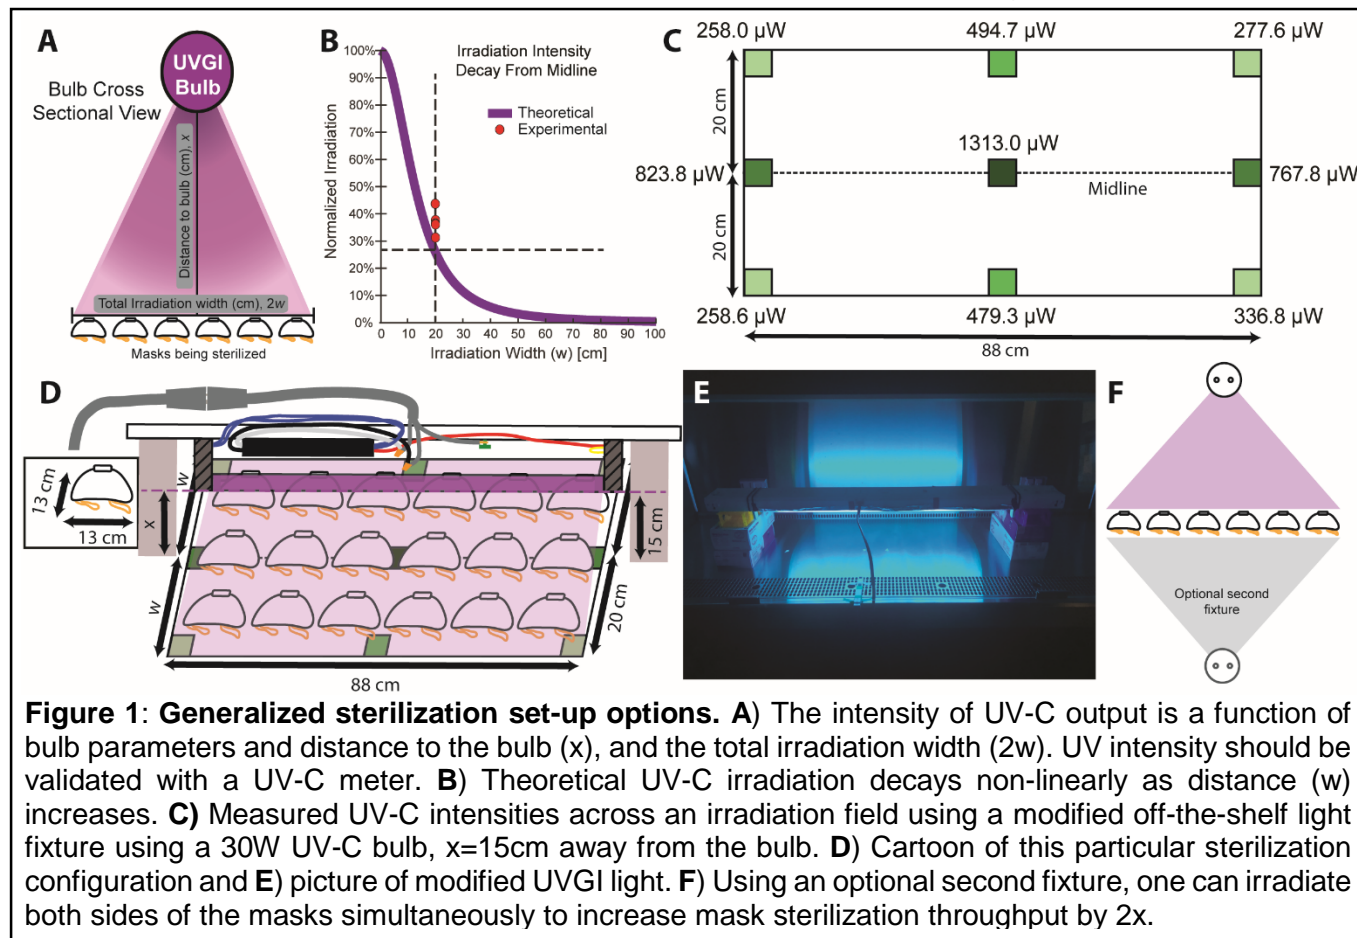 A
UVGI
Bulb
Bulb Cross
Sectional View
Distance to bulb (cm), x
Total Irradiation width (cm), 2w
Masks being sterilized
B
Irradiation Intensity
Decay From Midline
Theoretical
Experimental
Normalized Irradiation
100%
90%
80%
70%
60%
50%
40%
30%
20%
10%
0%
0 10 20 30 40 50 60 70 80 90 100
Irradiation Width (w) [cm]
C
258.0 µW 494.7 µW 277.6 µW
20 cm
1313.0 µW
823.8 µW 767.8 µW
Midline
20 cm
258.6 µW 479.3 µW 336.8 µW
88 cm
D
13 cm
13 cm
x
w
w
15 cm
20 cm
88 cm
E
F
Optional second
fixture
Figure 1: Generalized sterilization set-up options. A) The intensity of UV-C output is a function of
bulb parameters and distance to the bulb (x), and the total irradiation width (2w). UV intensity should be
validated with a UV-C meter. B) Theoretical UV-C irradiation decays non-linearly as distance (w)
increases. C) Measured UV-C intensities across an irradiation field using a modified off-the-shelf light
fixture using a 30W UV-C bulb, x=15cm away from the bulb. D) Cartoon of this particular sterilization
configuration and E) picture of modified UVGI light. F) Using an optional second fixture, one can irradiate
both sides of the masks simultaneously to increase mask sterilization throughput by 2x.